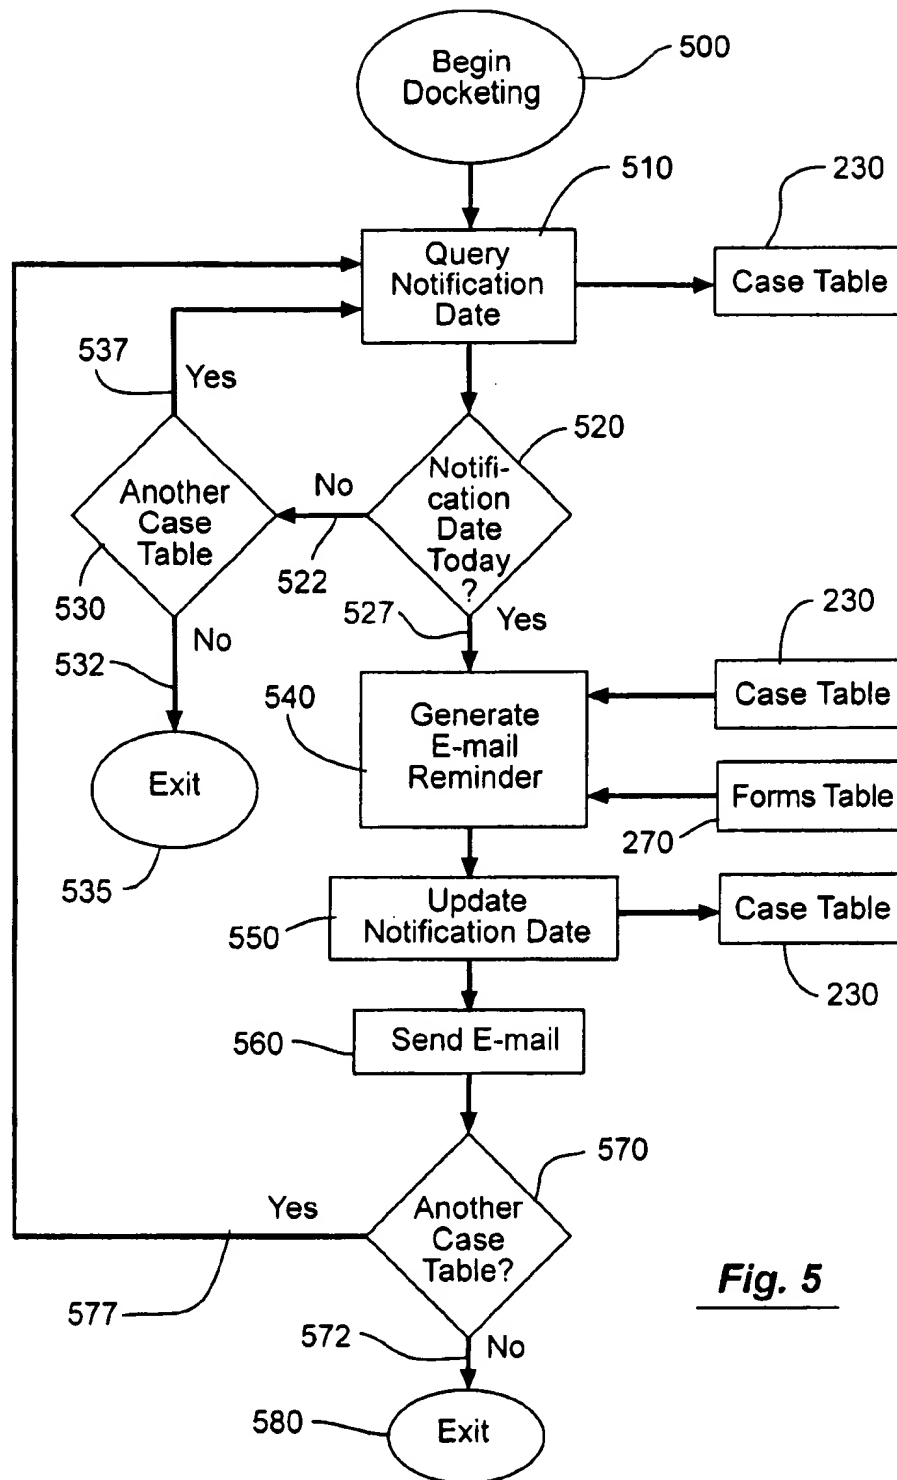 Begin
Docketing
500
510
230
Query
Notification
Date
Case Table
537
Yes
520
Another
Case
Table
No
Notifi-
cation
Date
Today
?
522
530
527
Yes
No
532
230
540
Generate
E-mail
Reminder
Case Table
Exit
Forms Table
270
535
550
Update
Notification Date
Case Table
230
560
Send E-mail
570
Yes
Another
Case
Table?
577
Fig. 5
572
No
580
Exit